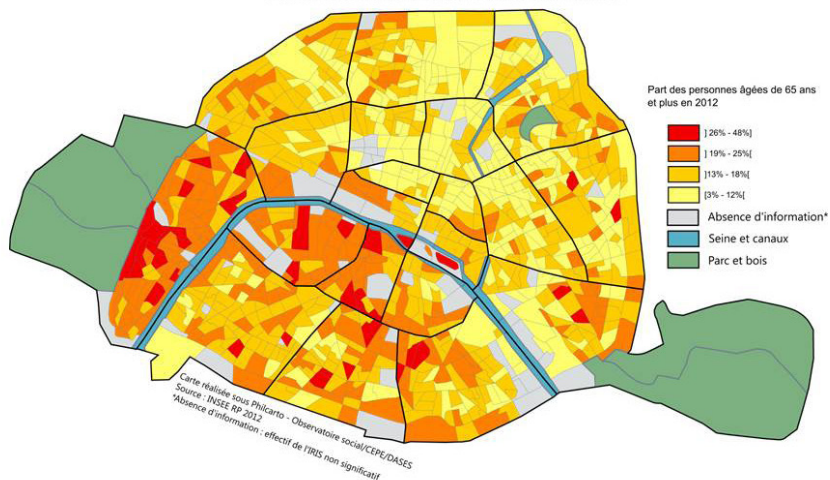 Part des personnes âgées de 65 ans
et plus en 2012
] 26% - 48%[
] 19% - 25%[
]13% - 18%[
[3% - 12%[
Absence d'information*
Seine et canaux
Parc et bois
Carte réalisée sous Philcarto - Observatoire social/CEPE/DASES
Source : INSEE RP 2012
*Absence d'information : effectif de l'IRIS non significatif